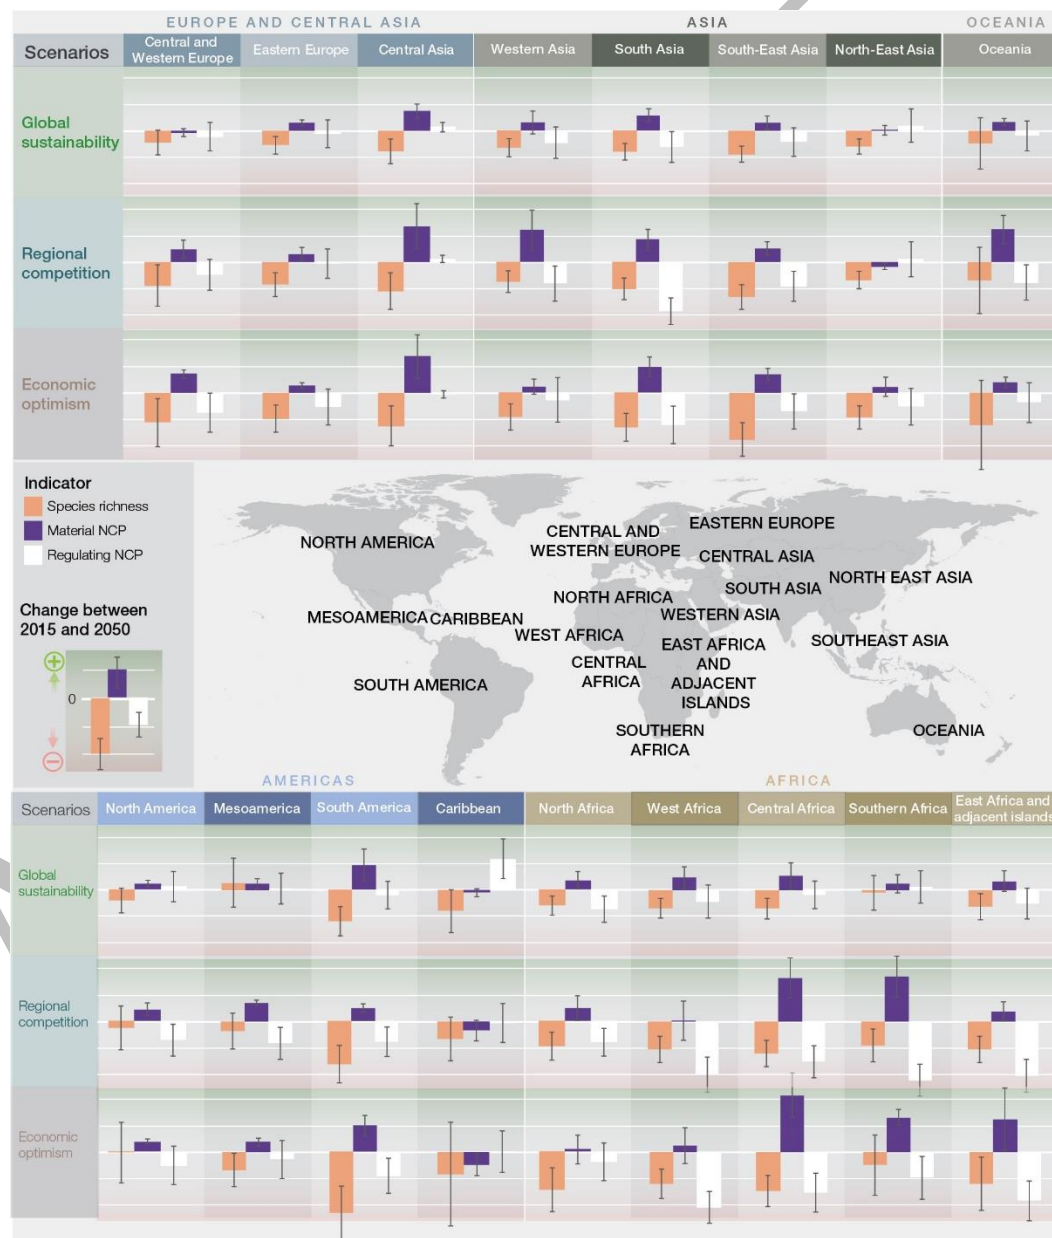 EUROPE AND CENTRAL ASIA
ASIA
OCEANIA
Scenarios
Central and
Western Europe
Eastern Europe
Central Asia
Western Asia
South Asia
South-East Asia
North-East Asia
Oceania
Global
sustainability
Regional
competition
Economic
optimism
Indicator
Species richness
Material NCP
Regulating NCP
Change between
2015 and 2050
+
0
−
NORTH AMERICA
MESOAMERICA
CARIBBEAN
SOUTH AMERICA
CENTRAL AND
WESTERN EUROPE
EASTERN EUROPE
CENTRAL ASIA
NORTH EAST ASIA
SOUTH ASIA
NORTH AFRICA
WESTERN ASIA
WEST AFRICA
SOUTHEAST ASIA
EAST AFRICA
AND
ADJACENT
ISLANDS
CENTRAL
AFRICA
SOUTHERN
AFRICA
OCEANIA
AMERICAS
AFRICA
Scenarios
North America
Mesoamerica
South America
Caribbean
North Africa
West Africa
Central Africa
Southern Africa
East Africa and
adjacent islands
Global
sustainability
Regional
competition
Economic
optimism